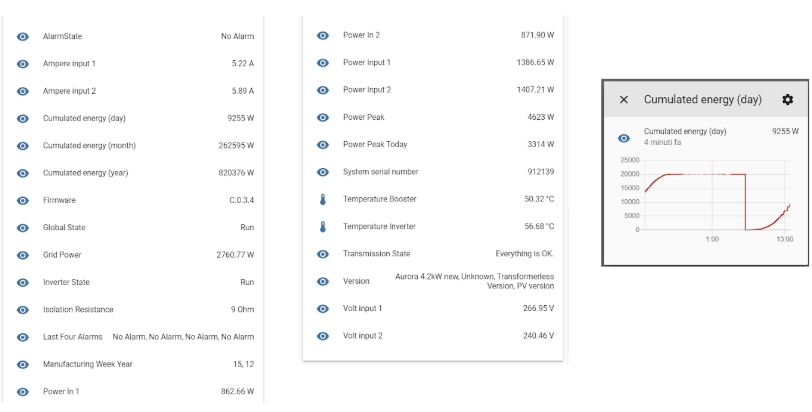 AlarmState No Alarm
Ampere input 1 5.22 A
Ampere input 2 5.89 A
Cumulated energy (day) 9255 W
Cumulated energy (month) 262595 W
Cumulated energy (year) 820376 W
Firmware C.0.3.4
Global State Run
Grid Power 2760.77 W
Inverter State Run
Isolation Resistance 9 Ohm
Last Four Alarms No Alarm, No Alarm, No Alarm, No Alarm
Manufacturing Week Year 15, 12
Power In 1 862.66 W
Power In 2 871.90 W
Power Input 1 1386.65 W
Power Input 2 1407.21 W
Power Peak 4623 W
Power Peak Today 3314 W
System serial number 912139
Temperature Booster 50.32 °C
Temperature Inverter 56.68 °C
Transmission State Everything is OK.
Version Aurora 4.2kW new, Unknown, Transformerless
Version, PV version
Volt input 1 266.95 V
Volt input 2 240.46 V
Cumulated energy (day)
Cumulated energy (day) 9255 W
4 minuti fa
25000
20000
15000
10000
5000
0
1:00 13:00